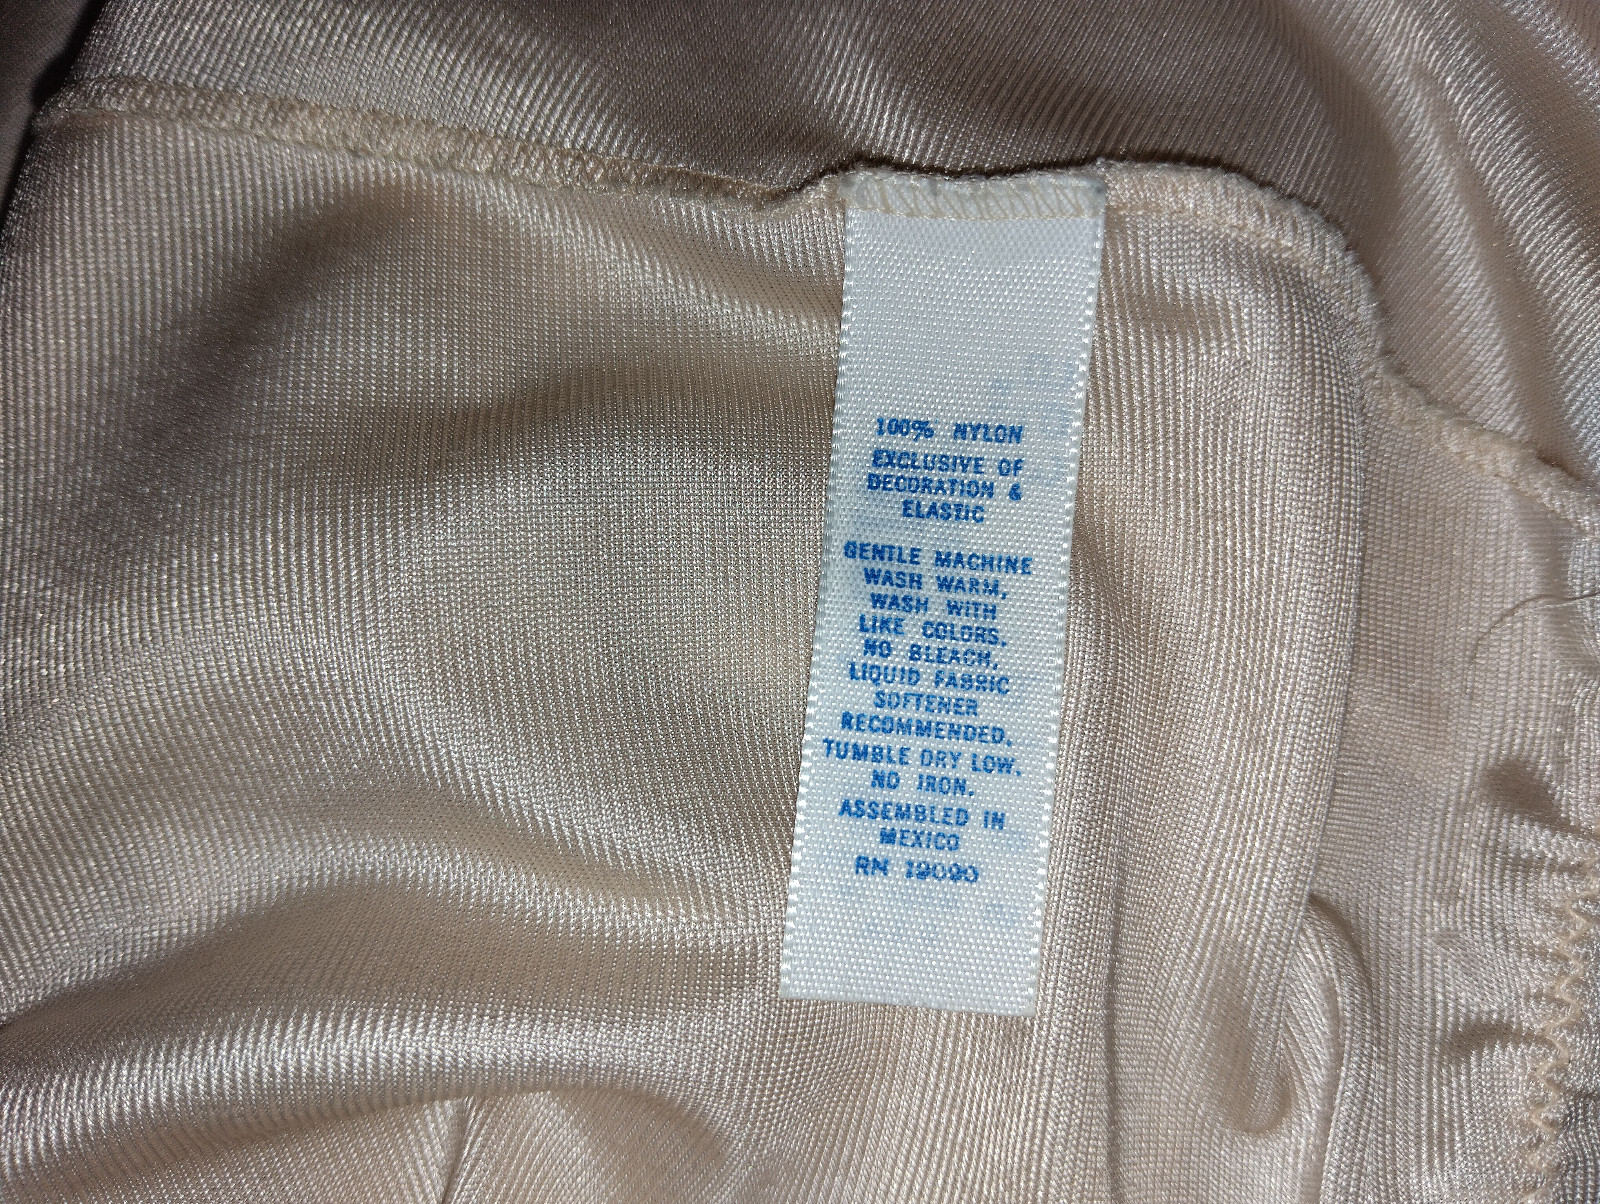 100% NYLON
EXCLUSIVE OF
DECORATION &
ELASTIC
GENTLE MACHINE
WASH WARM,
WASH WITH
LIKE COLORS.
NO BLEACH,
LIQUID FABRIC
SOFTENER
RECOMMENDED.
TUMBLE DRY LOW.
NO IRON.
ASSEMBLED IN
MEXICO
RN 19090